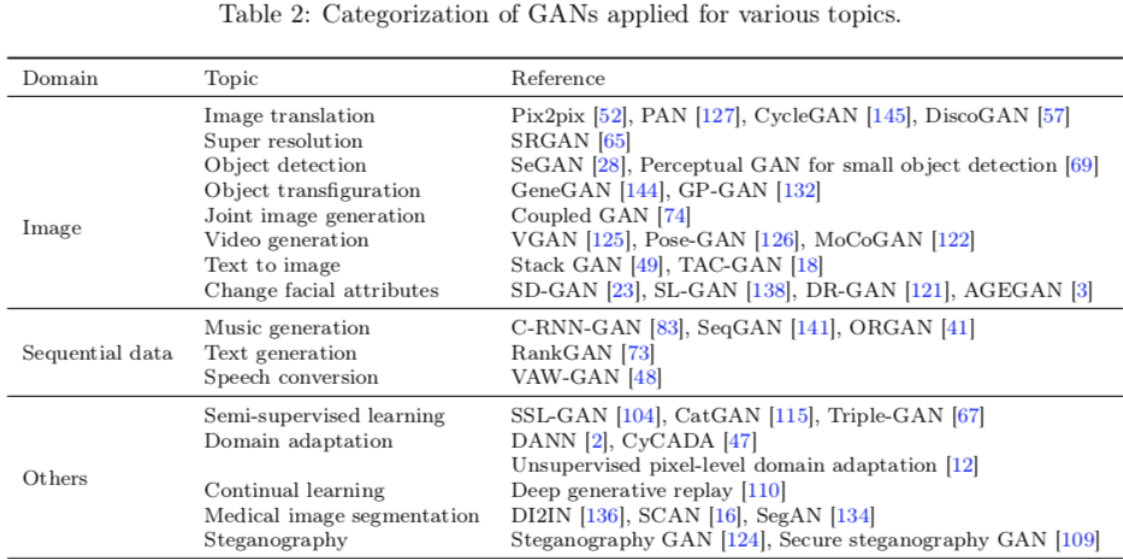 Table 2: Categorization of GANs applied for various topics.
Domain Topic Reference
Image translation Pix2pix [52], PAN [127], CycleGAN [145], DiscoGAN [57]
Super resolution SRGAN [65]
Object detection SeGAN [28], Perceptual GAN for small object detection [69]
Object transfiguration GeneGAN [144], GP-GAN [132]
Joint image generation Coupled GAN [74]
Image
Video generation VGAN [125], Pose-GAN [126], MoCoGAN [122]
Text to image Stack GAN [49], TAC-GAN [18]
Change facial attributes SD-GAN [23], SL-GAN [138], DR-GAN [121], AGEGAN [3]
Music generation C-RNN-GAN [83], SeqGAN [141], ORGAN [41]
Sequential data Text generation RankGAN [73]
Speech conversion VAW-GAN [48]
Semi-supervised learning SSL-GAN [104], CatGAN [115], Triple-GAN [67]
Domain adaptation DANN [2], CyCADA [47]
Unsupervised pixel-level domain adaptation [12]
Others
Continual learning Deep generative replay [110]
Medical image segmentation DI2IN [136], SCAN [16], SegAN [134]
Steganography Steganography GAN [124], Secure steganography GAN [109]